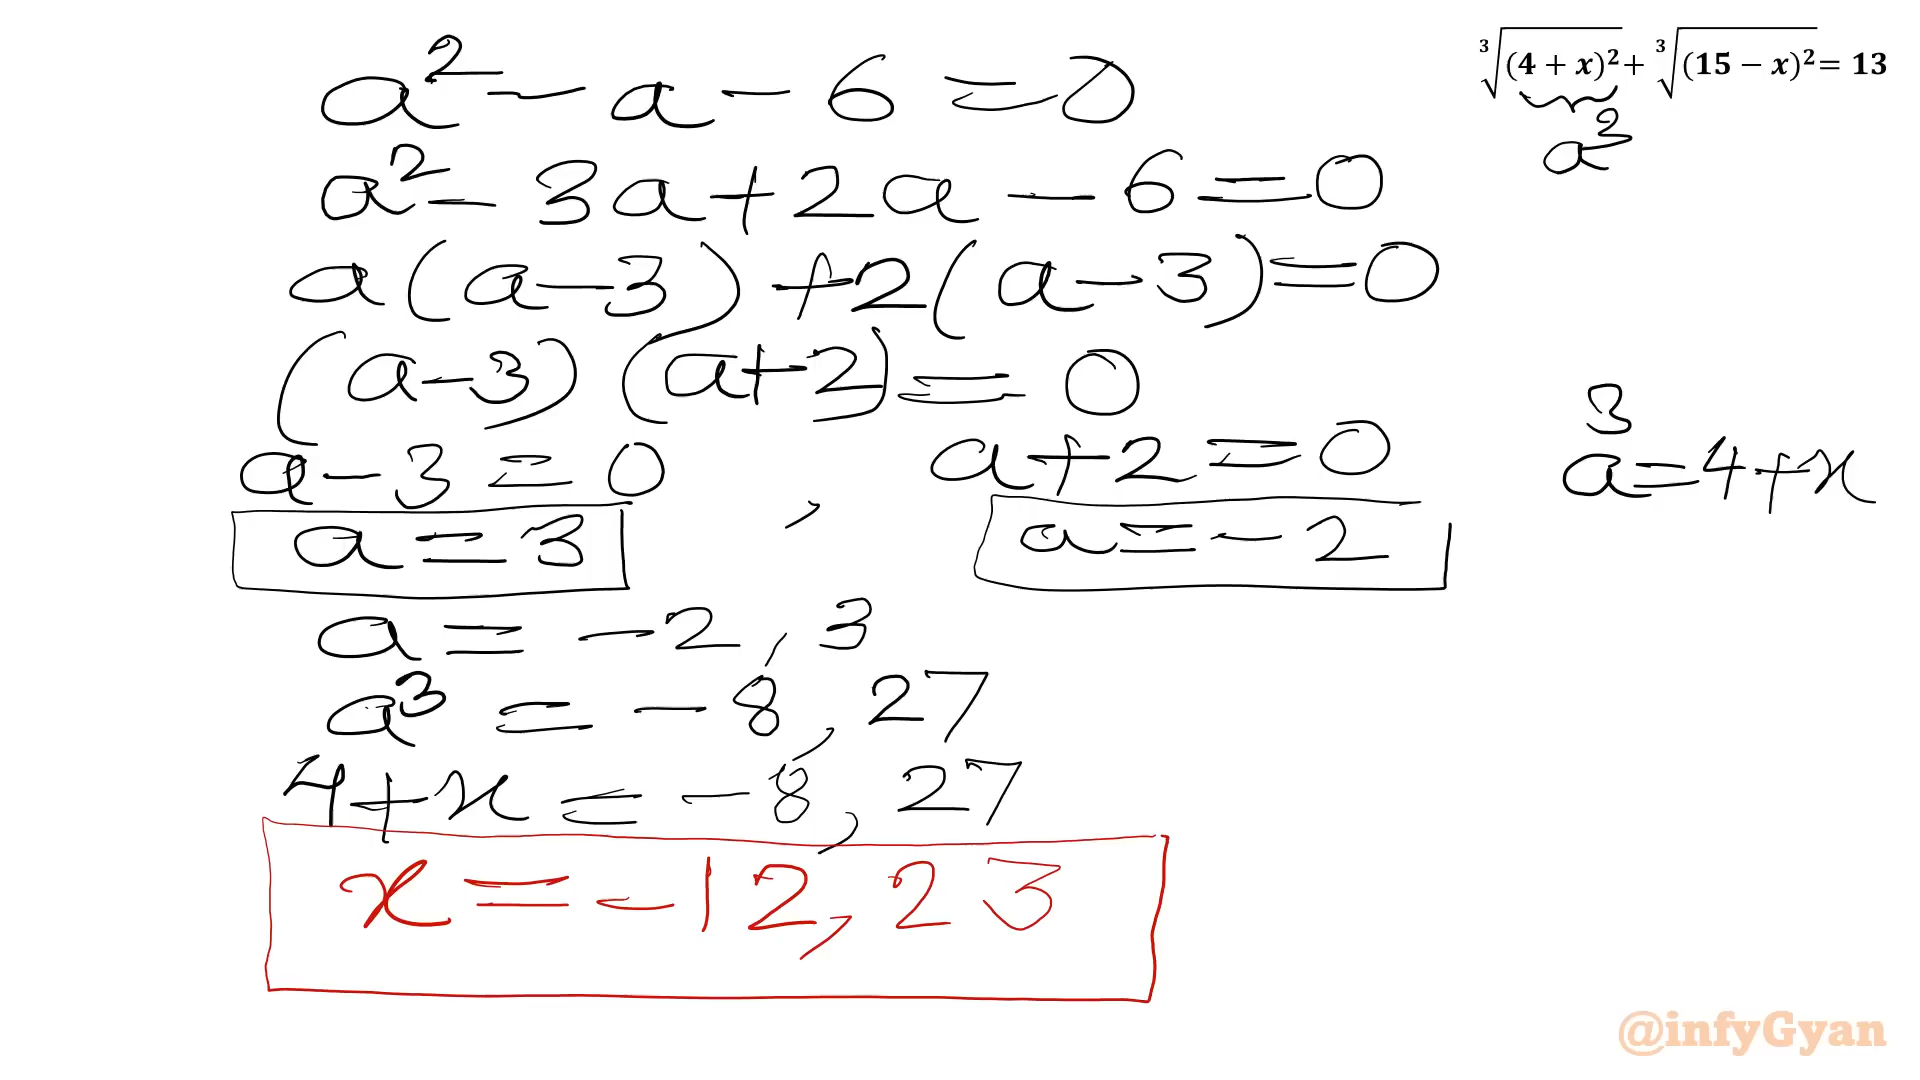 ∛(4 + x)² + ∛(15 − x)² = 13
a²
a² − a − 6 = 0
a² − 3a + 2a − 6 = 0
a(a − 3) + 2(a − 3) = 0
(a − 3)(a + 2) = 0
a − 3 = 0 , a + 2 = 0
a = 3 a = −2
a³ = 4 + x
a = −2, 3
a³ = −8, 27
4 + x = −8, 27
x = −12, 23
@infyGyan